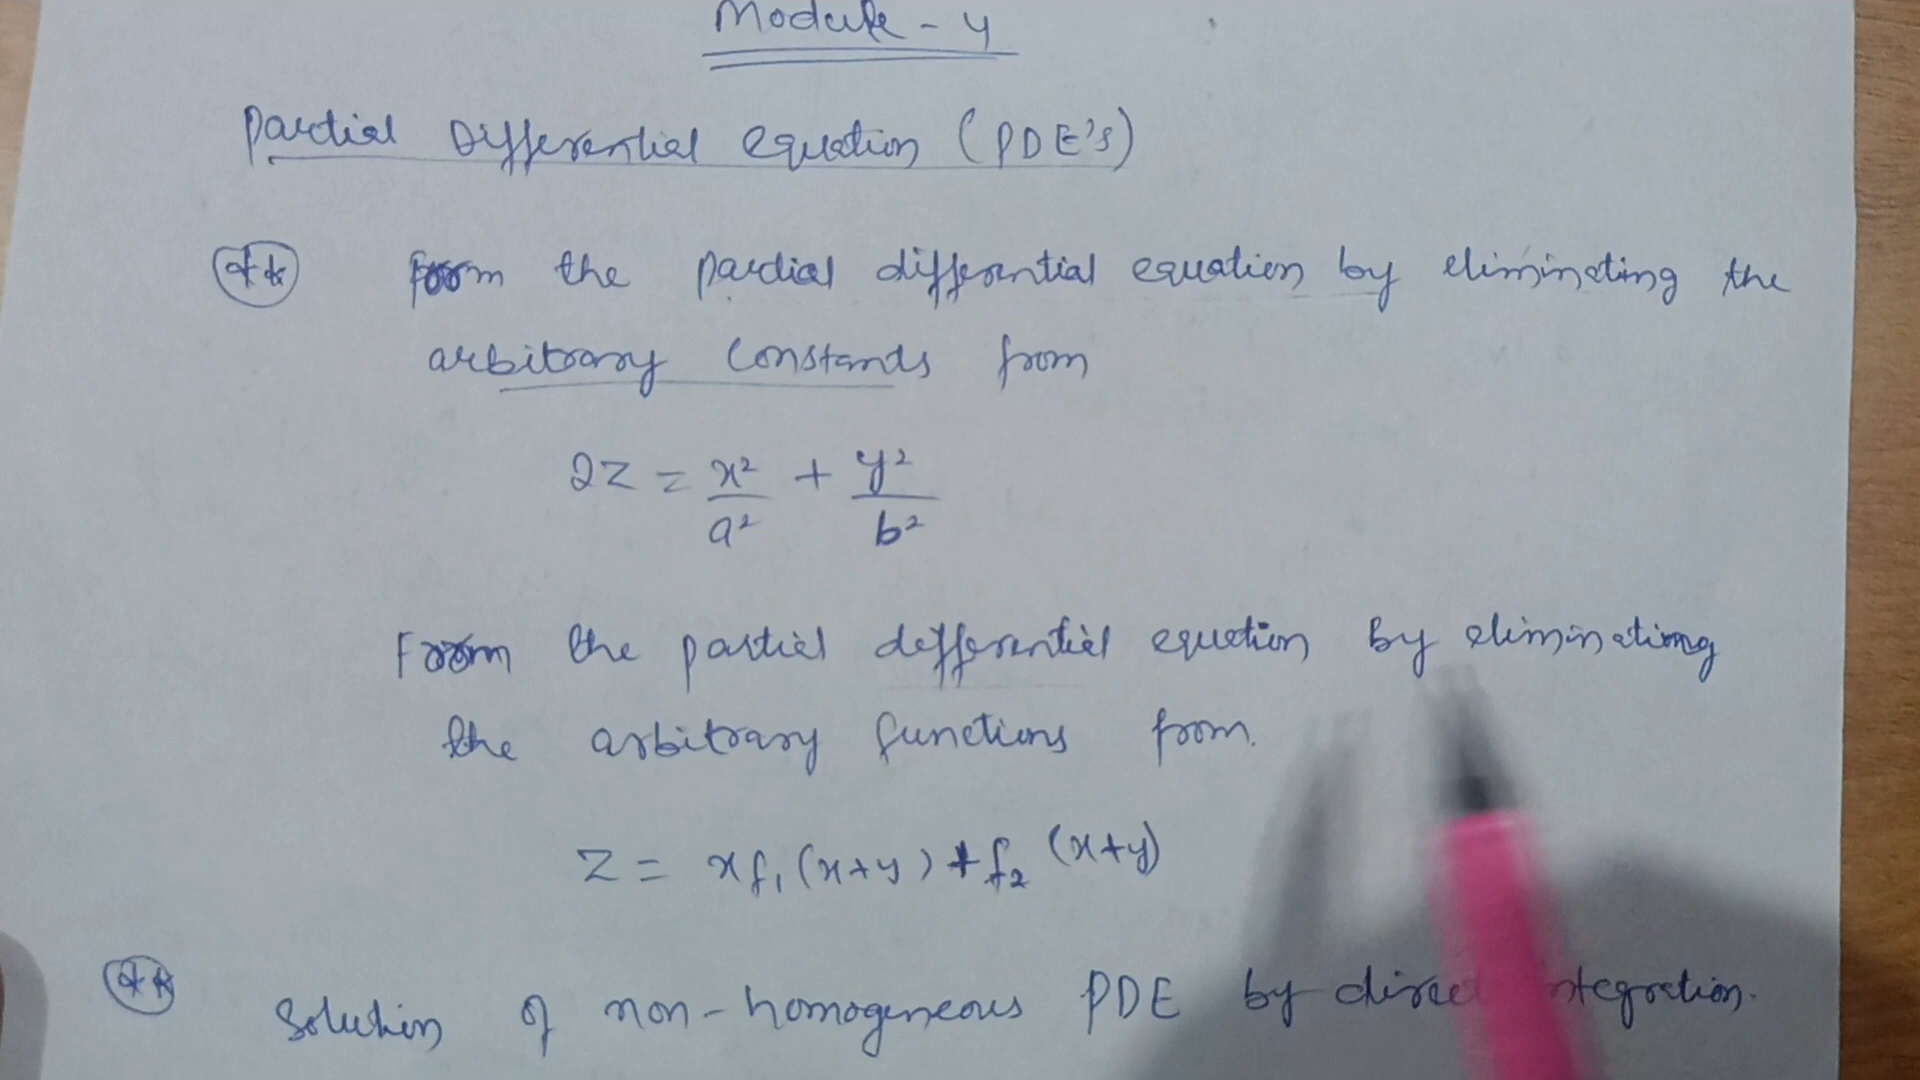 Module - 4
Partial Differential equation (PDE's)
** Form the partial differential equation by eliminating the
arbitrary constants from
2z = x²/a² + y²/b²
Form the partial differential equation by eliminating
the arbitrary functions from.
z = x f₁ (x+y) + f₂ (x+y)
** Solution of non-homogeneous PDE by direct integration.